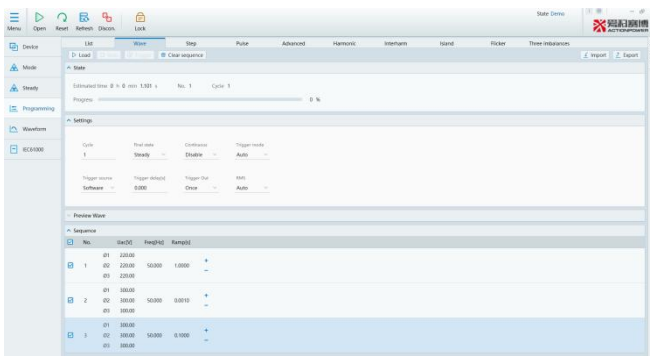 State: Demo
爱科赛博
ACTIONPOWER
Menu Open Reset Refresh Discon. Lock
Device
Mode
Steady
Programming
Waveform
IEC61000
List Wave Step Pulse Advanced Harmonic Interharm Island Flicker Three Imbalances
Load Clear sequence Import Export
State
Estimated time 0 h 0 min 1.101 s No. 1 Cycle 1
Progress 0 %
Settings
Cycle Final state Continuous Trigger mode
1 Steady Disable Auto
Trigger source Trigger delay[s] Trigger Out RMS
Software 0.000 Once Auto
Preview Wave
Sequence
No. Uac[V] Freq[Hz] Ramp[s]
Ø1 220.00
1 Ø2 220.00 50.000 1.0000 + −
Ø3 220.00
Ø1 300.00
2 Ø2 300.00 50.000 0.0010 + −
Ø3 300.00
Ø1 300.00
3 Ø2 300.00 50.000 0.1000 + −
Ø3 300.00